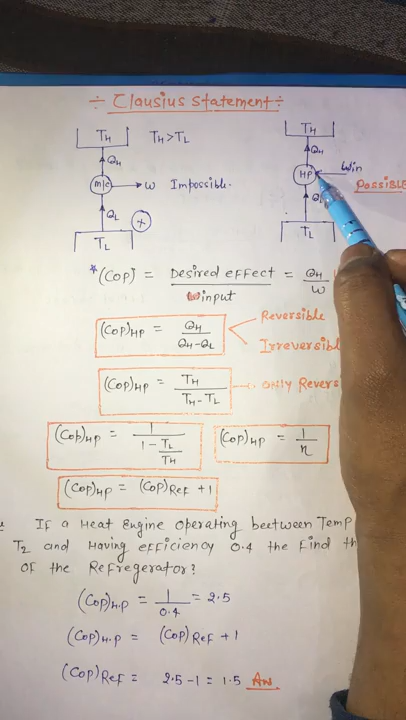 ÷ Clausius Statement ÷
TH TH > TL TH
QH QH
m/c → W Impossible. HP Win
Possible
QL QL
× 
TL TL
*(COP) = Desired effect / input = QH / W
(COP)HP = QH / QH-QL Reversible
Irreversibl
(COP)HP = TH / TH-TL only Revers
(COP)HP = 1 / 1-TL/TH (COP)HP = 1/η
(COP)HP = (COP)Ref +1
If a Heat Engine operating beetween Temp
T2 and Having efficiency 0.4 the find th
of the Refregerator?
(COP)H.P = 1/0.4 = 2.5
(COP)H.P = (COP)Ref +1
(COP)Ref = 2.5-1 = 1.5 An